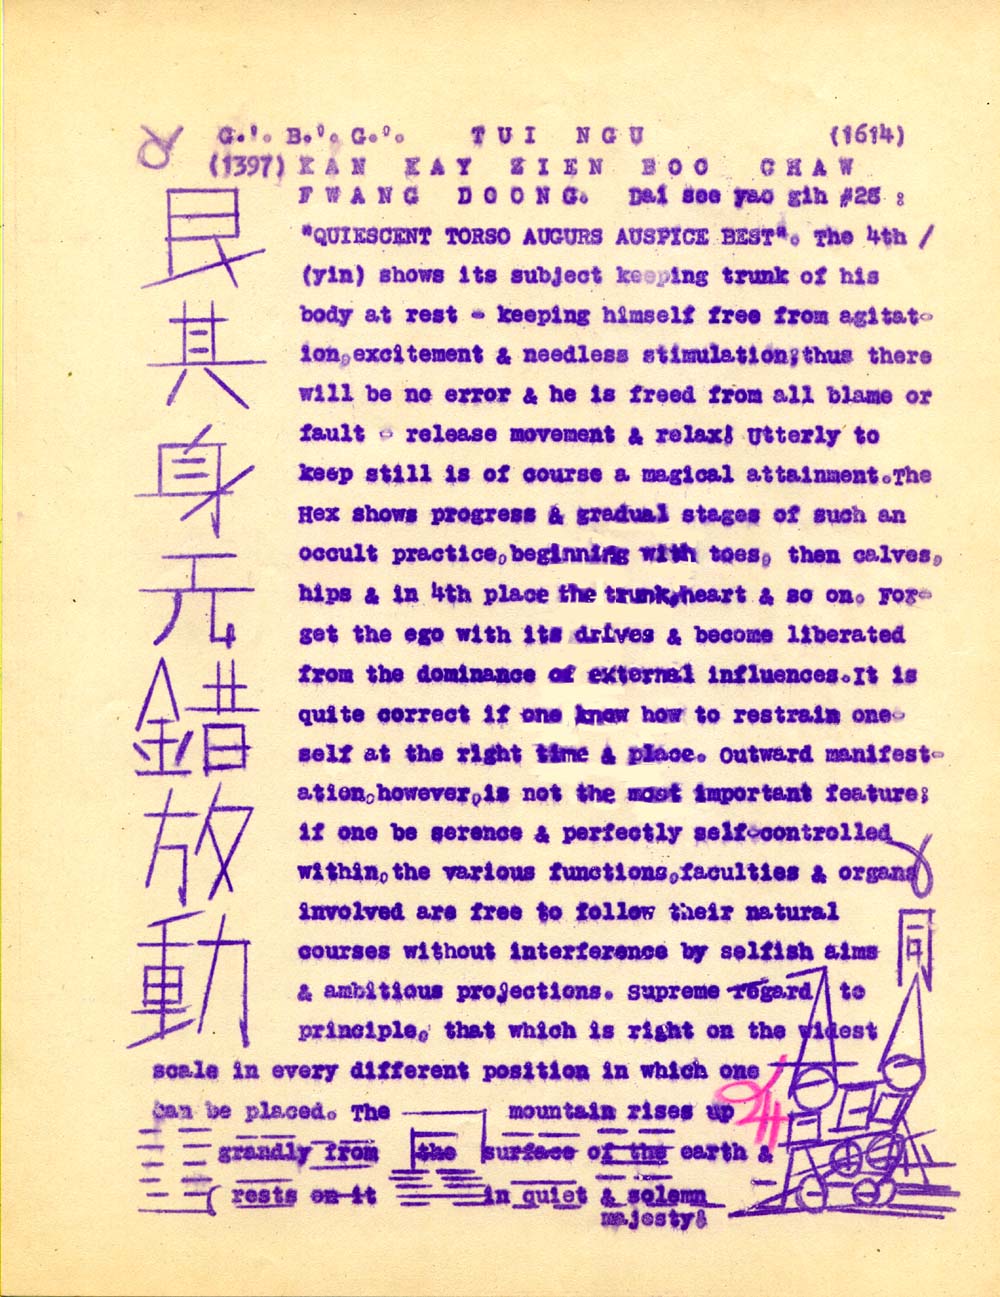 G.'. B.'. G.'. TUI NGU (1614)
(1397) KAN KAY ZIEN BOO CHAW
FWANG DOONG. Dai see yao gih #25 :
"QUIESCENT TORSO AUGURS AUSPICE BEST". The 4th /
(yin) shows its subject keeping trunk of his
body at rest - keeping himself free from agitat-
ion,excitement & needless stimulation;thus there
will be no error & he is freed from all blame or
fault - release movement & relax! Utterly to
keep still is of course a magical attainment.The
Hex shows progress & gradual stages of such an
occult practice,beginning with toes, then calves,
hips & in 4th place the trunk,heart & so on. For-
get the ego with its drives & become liberated
from the dominance of external influences.It is
quite correct if one know how to restrain one-
self at the right time & place. Outward manifest-
ation,however,is not the most important feature;
if one be serence & perfectly self-controlled
within,the various functions,faculties & organs
involved are free to follow their natural
courses without interference by selfish aims
& ambitious projections. Supreme regard to
principle, that which is right on the widest
scale in every different position in which one
can be placed. The mountain rises up
grandly from the surface of the earth &
rests on it in quiet & solemn
majesty!
艮
其
身
元
錯
放
動
同
24